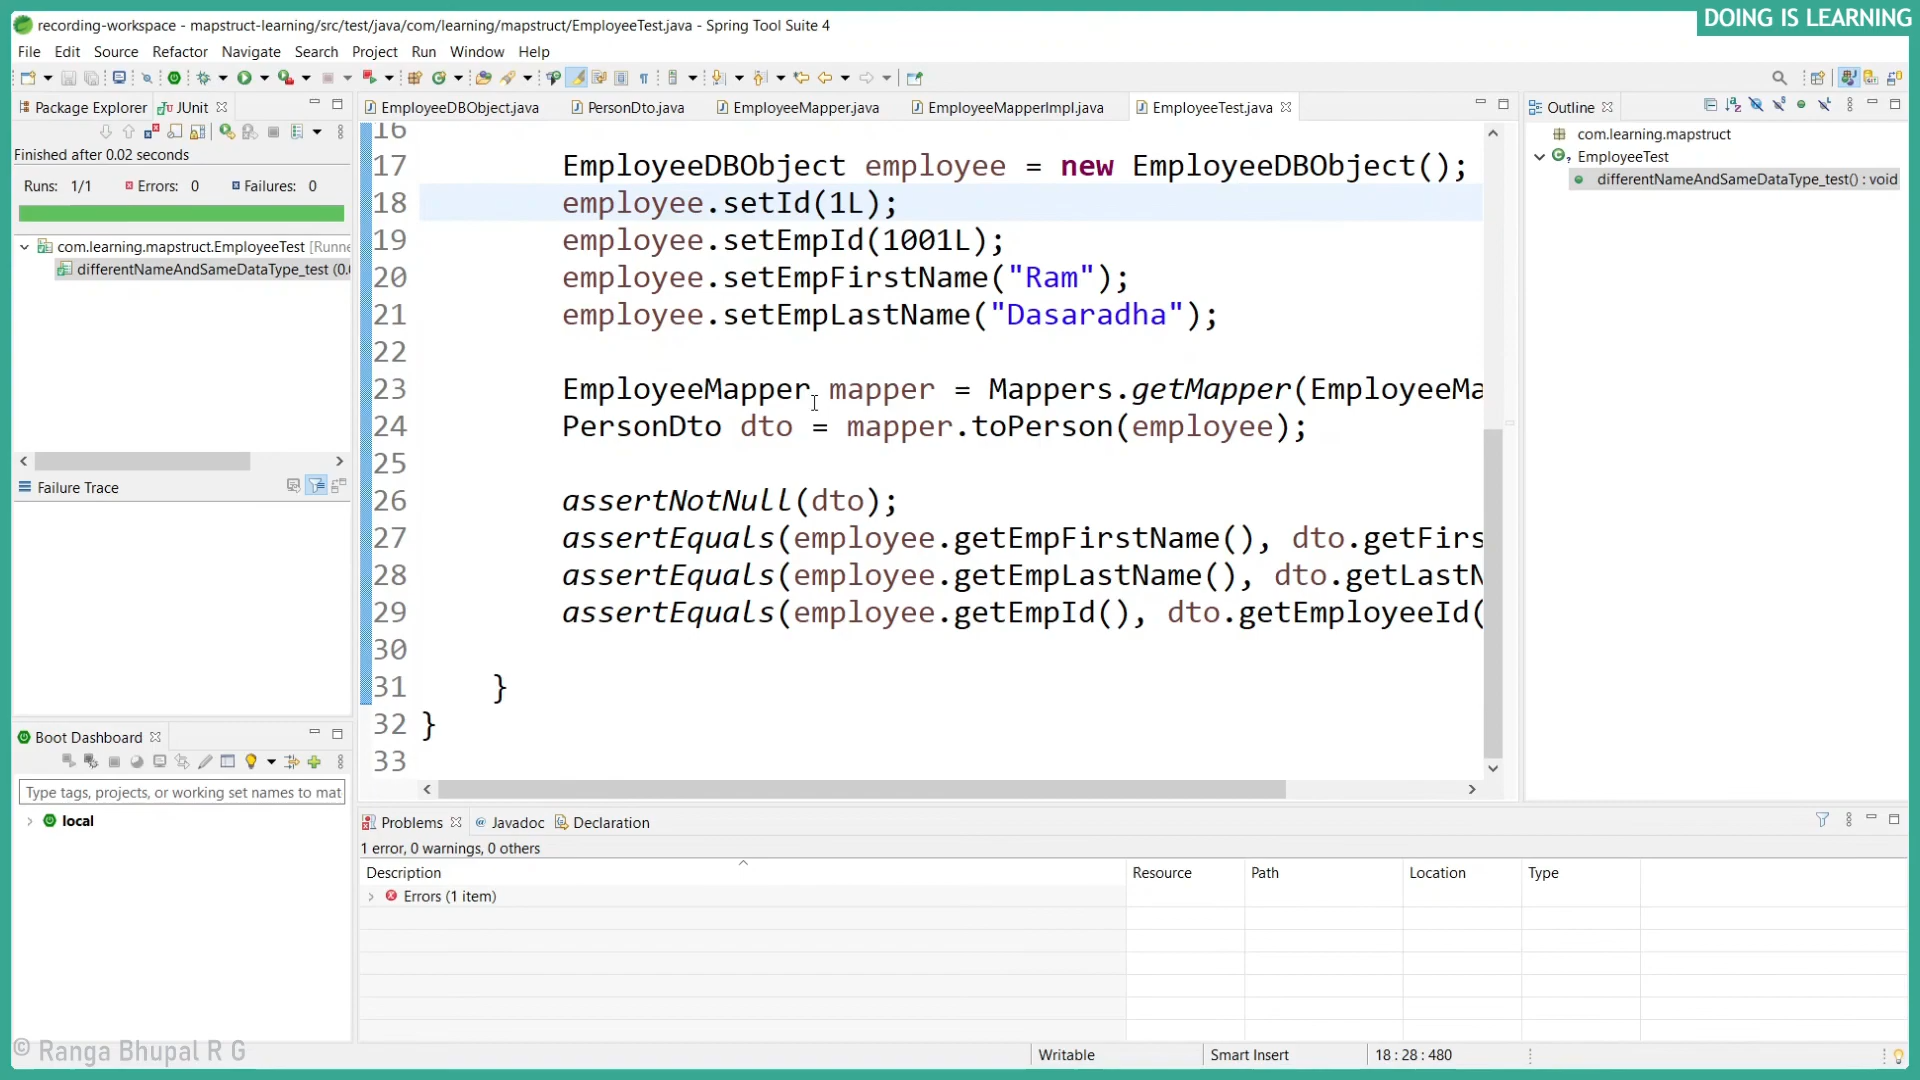 DOING IS LEARNING
recording-workspace - mapstruct-learning/src/test/java/com/learning/mapstruct/EmployeeTest.java - Spring Tool Suite 4
File Edit Source Refactor Navigate Search Project Run Window Help
Package Explorer JUnit
Finished after 0.02 seconds
Runs: 1/1 Errors: 0 Failures: 0
com.learning.mapstruct.EmployeeTest [Runne
differentNameAndSameDataType_test (0.0
Failure Trace
Boot Dashboard
Type tags, projects, or working set names to mat
local
EmployeeDBObject.java PersonDto.java EmployeeMapper.java EmployeeMapperImpl.java EmployeeTest.java
16
17 EmployeeDBObject employee = new EmployeeDBObject();
18 employee.setId(1L);
19 employee.setEmpId(1001L);
20 employee.setEmpFirstName("Ram");
21 employee.setEmpLastName("Dasaradha");
22
23 EmployeeMapper mapper = Mappers.getMapper(EmployeeMa
24 PersonDto dto = mapper.toPerson(employee);
25
26 assertNotNull(dto);
27 assertEquals(employee.getEmpFirstName(), dto.getFirs
28 assertEquals(employee.getEmpLastName(), dto.getLastN
29 assertEquals(employee.getEmpId(), dto.getEmployeeId(
30
31 }
32 }
33
Outline
com.learning.mapstruct
EmployeeTest
differentNameAndSameDataType_test() : void
Problems @ Javadoc Declaration
1 error, 0 warnings, 0 others
Description Resource Path Location Type
Errors (1 item)
© Ranga Bhupal R G
Writable Smart Insert 18 : 28 : 480